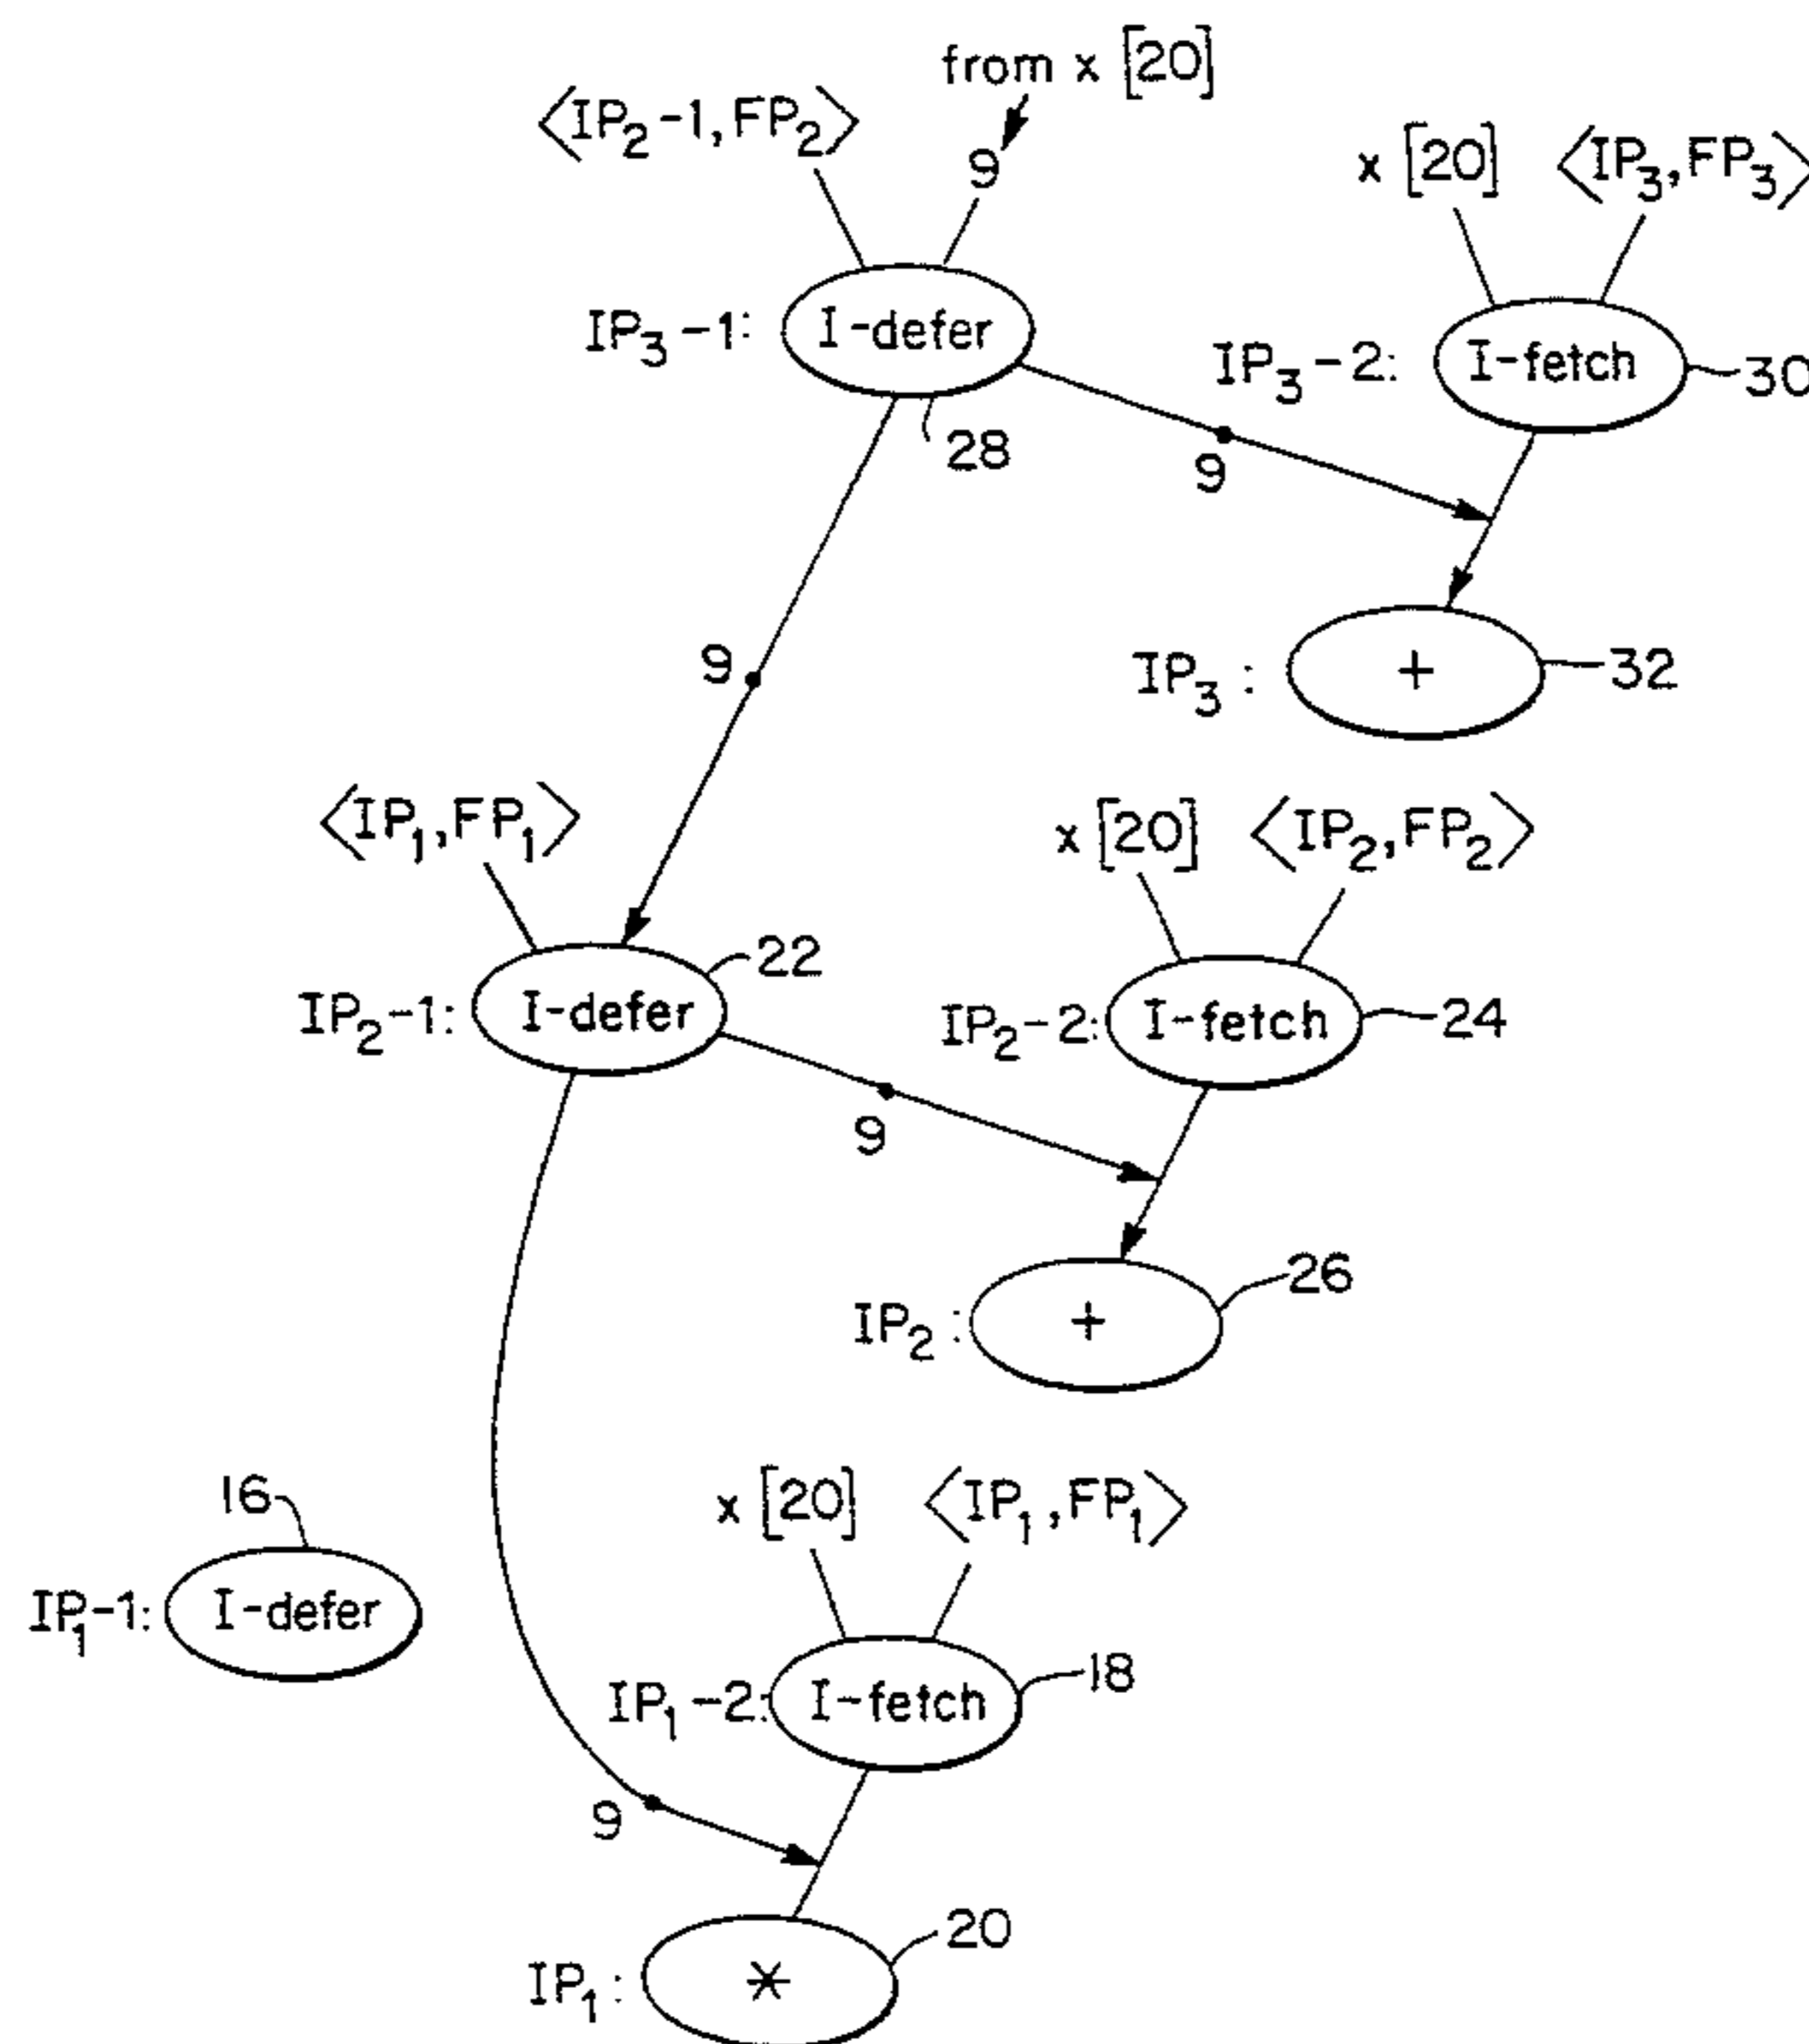 from x [20]
<IP2-1,FP2>
9
x [20] <IP3,FP3>
IP3-1: I-defer
IP3-2: I-fetch
30
28
9
9
IP3 : +
32
<IP1,FP1>
x [20] <IP2,FP2>
22
IP2-1: I-defer
IP2-2: I-fetch
24
9
26
IP2 : +
16
x [20] <IP1,FP1>
IP1-1: I-defer
18
IP1-2: I-fetch
9
20
IP1 : *